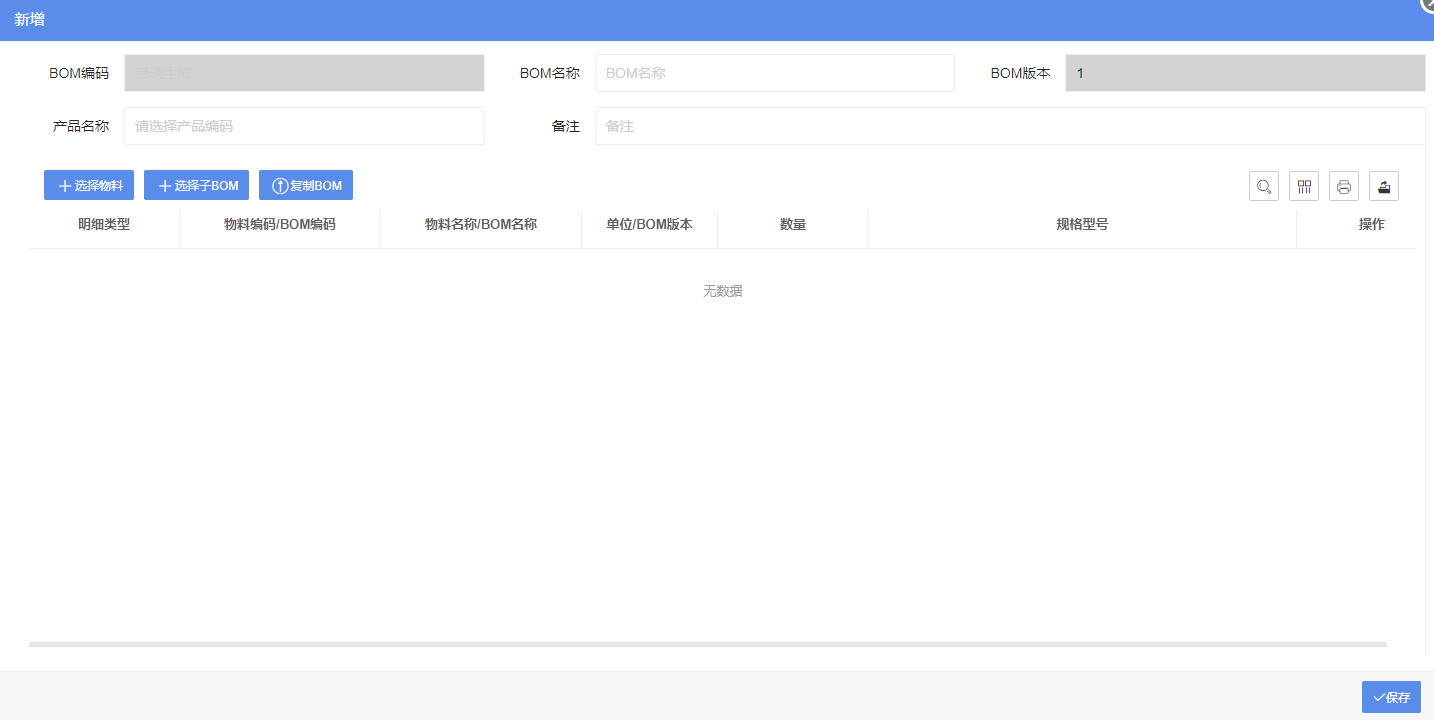 新增
BOM编码 自动生成 BOM名称 BOM名称 BOM版本 1
产品名称 请选择产品编码 备注 备注
选择物料 选择子BOM 复制BOM
明细类型 物料编码/BOM编码 物料名称/BOM名称 单位/BOM版本 数量 规格型号 操作
无数据
保存